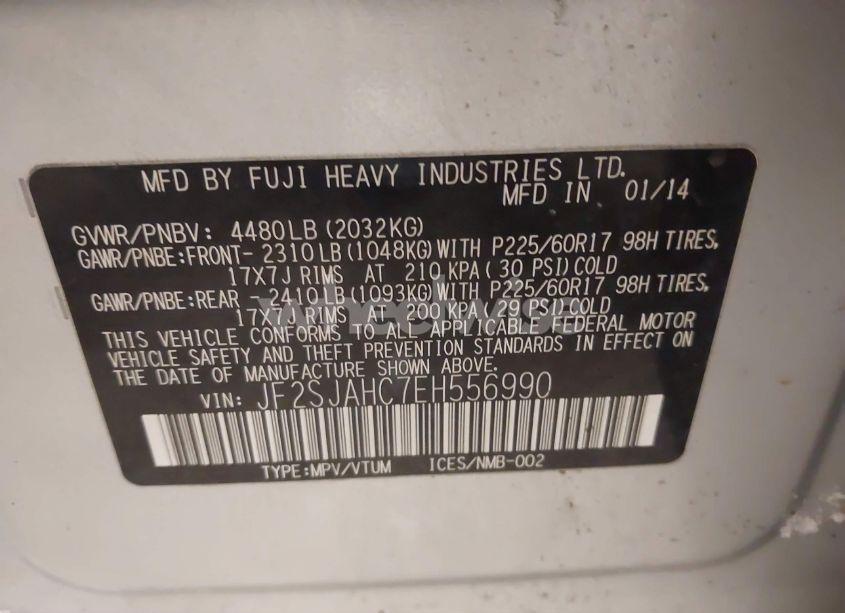 MFD BY FUJI HEAVY INDUSTRIES LTD.
MFD IN 01/14
GVWR/PNBV: 4480LB(2032KG)
GAWR/PNBE:FRONT- 2310LB(1048KG)WITH P225/60R17 98H TIRES,
17X7J RIMS AT 210KPA(30 PSI)COLD
GAWR/PNBE:REAR - 2410LB(1093KG)WITH P225/60R17 98H TIRES,
17X7J RIMS AT 200 KPA(29 PSI)COLD
THIS VEHICLE CONFORMS TO ALL APPLICABLE FEDERAL MOTOR
VEHICLE SAFETY AND THEFT PREVENTION STANDARDS IN EFFECT ON
THE DATE OF MANUFACTURE SHOWN ABOVE.
VIN: JF2SJAHC7EH556990
TYPE:MPV/VTUM ICES/NMB-002